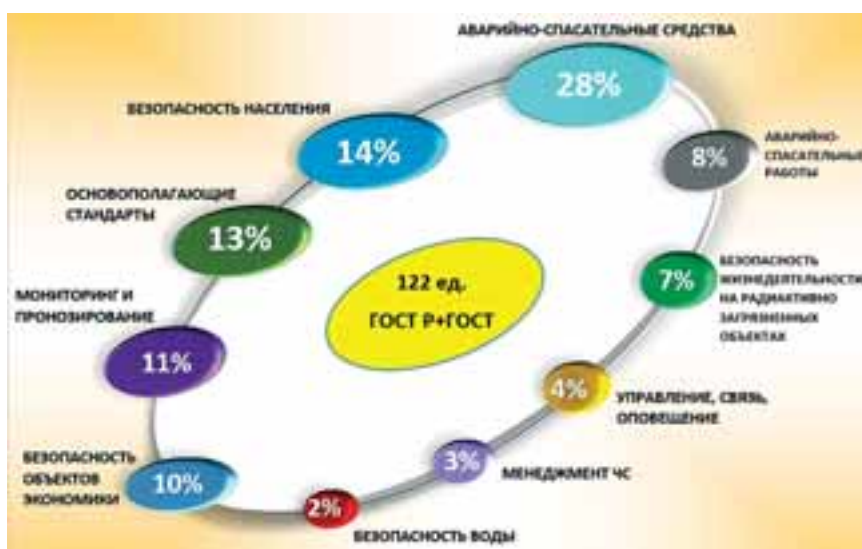 АВАРИЙНО-СПАСАТЕЛЬНЫЕ СРЕДСТВА
28%
БЕЗОПАСНОСТЬ НАСЕЛЕНИЯ
14%
АВАРИЙНО-
СПАСАТЕЛЬНЫЕ
РАБОТЫ
8%
ОСНОВОПОЛАГАЮЩИЕ
СТАНДАРТЫ
13%
БЕЗОПАСНОСТЬ
ЖИЗНЕДЕЯТЕЛЬНОСТИ
НА РАДИАКТИВНО
ЗАГРЯЗНЕННЫХ
ОБЪЕКТАХ
7%
122 ед.
ГОСТ Р+ГОСТ
МОНИТОРИНГ И
ПРОНОЗИРОВАНИЕ
11%
4%
УПРАВЛЕНИЕ, СВЯЗЬ,
ОПОВЕЩЕНИЕ
3%
МЕНЕДЖМЕНТ ЧС
БЕЗОПАСНОСТЬ
ОБЪЕКТОВ
ЭКОНОМИКИ
10%
2%
БЕЗОПАСНОСТЬ ВОДЫ